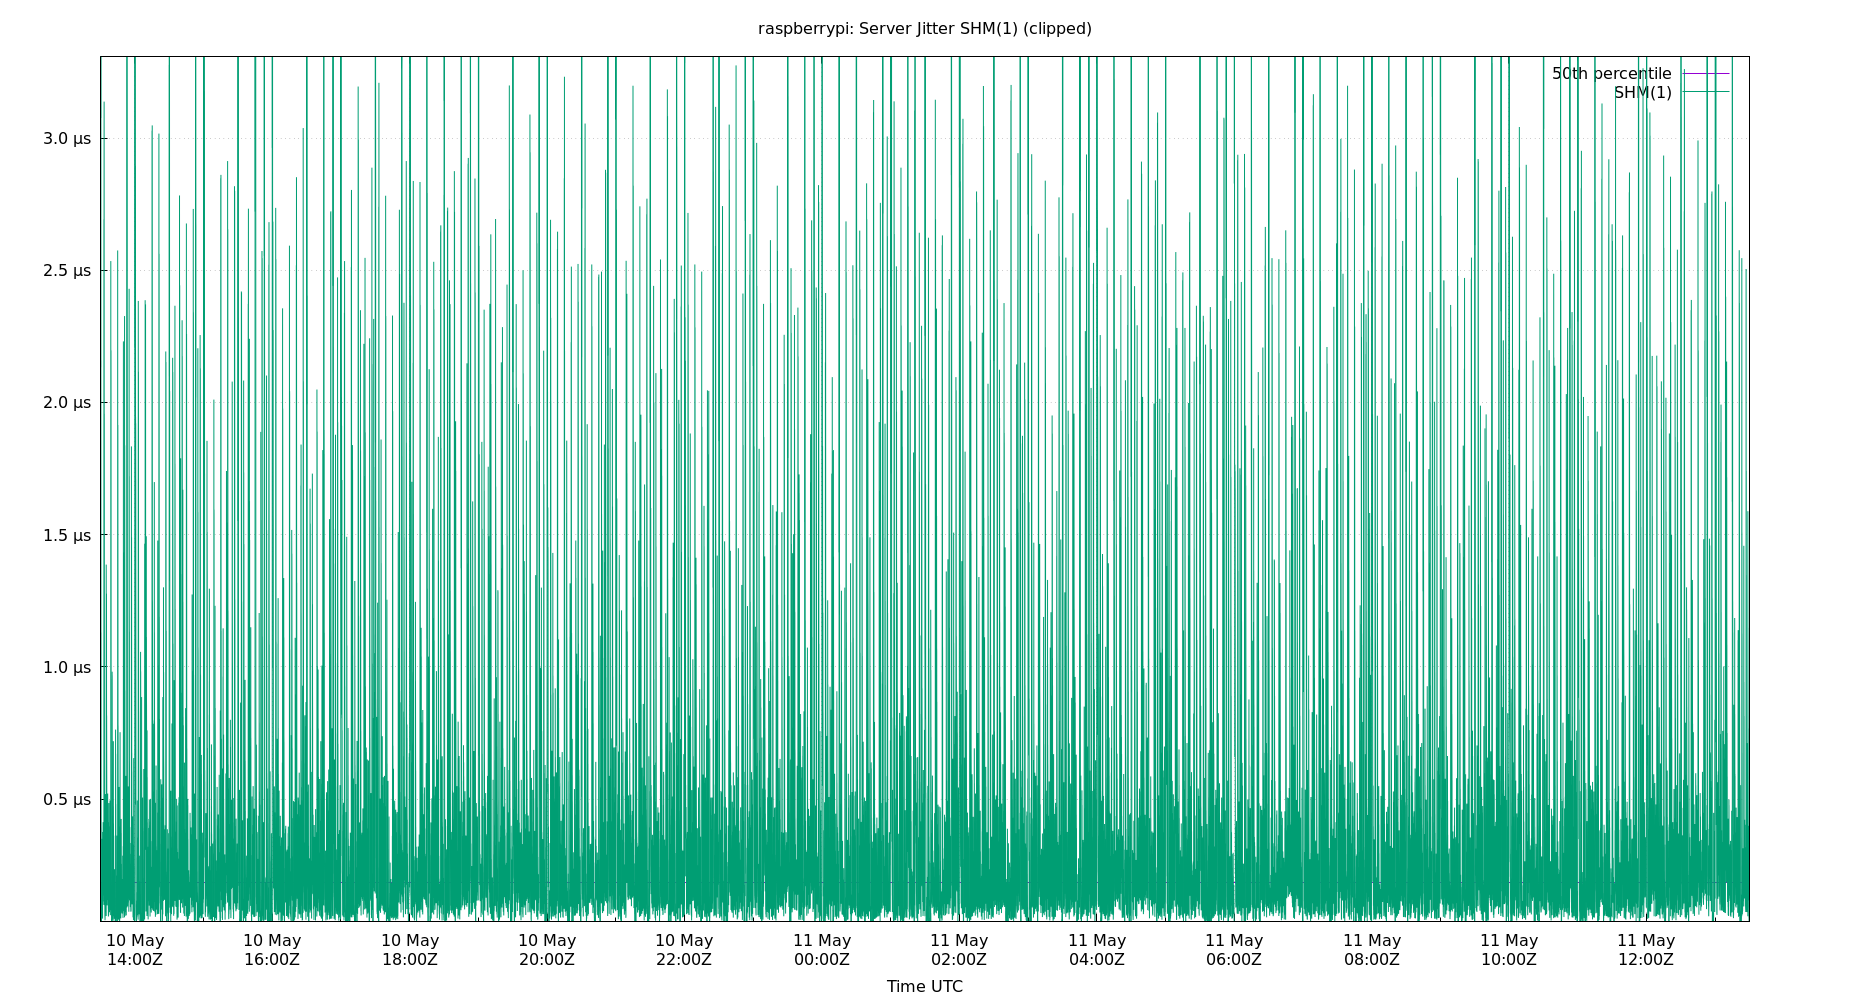 raspberrypi: Server Jitter SHM(1) (clipped)
50th percentile
SHM(1)
3.0 µs
2.5 µs
2.0 µs
1.5 µs
1.0 µs
0.5 µs
10 May 10 May 10 May 10 May 10 May 11 May 11 May 11 May 11 May 11 May 11 May 11 May
14:00Z 16:00Z 18:00Z 20:00Z 22:00Z 00:00Z 02:00Z 04:00Z 06:00Z 08:00Z 10:00Z 12:00Z
Time UTC